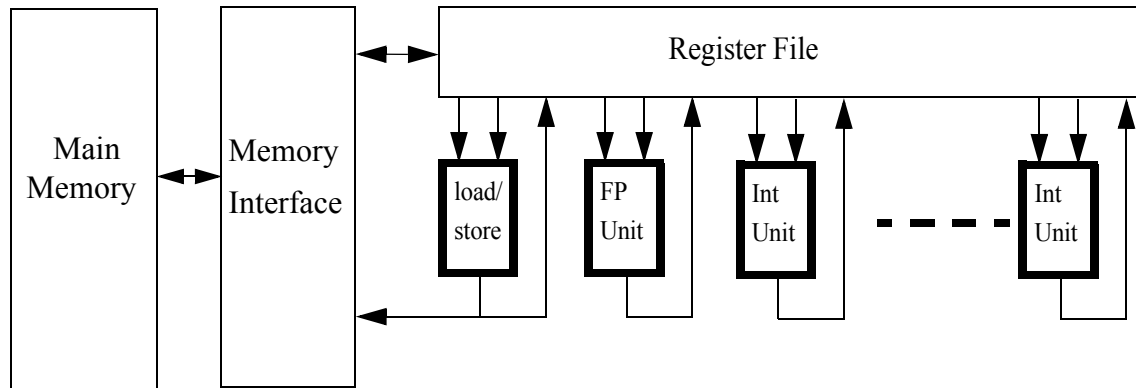 Register File
Main
Memory
Memory
Interface
load/
store
FP
Unit
Int
Unit
Int
Unit